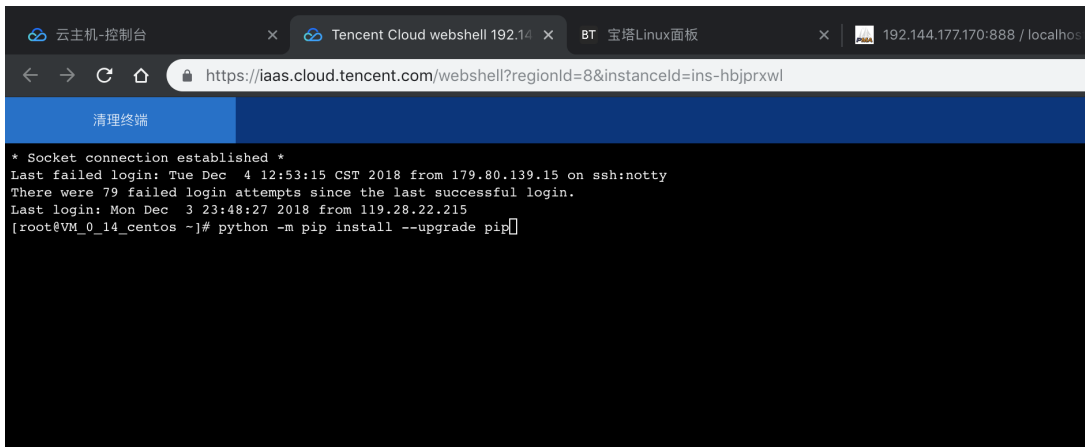 云主机-控制台
Tencent Cloud webshell 192.14
BT 宝塔Linux面板
PMA 192.144.177.170:888 / localhos
https://iaas.cloud.tencent.com/webshell?regionId=8&instanceId=ins-hbjprxwl
清理终端
* Socket connection established *
Last failed login: Tue Dec  4 12:53:15 CST 2018 from 179.80.139.15 on ssh:notty
There were 79 failed login attempts since the last successful login.
Last login: Mon Dec  3 23:48:27 2018 from 119.28.22.215
[root@VM_0_14_centos ~]# python -m pip install --upgrade pip